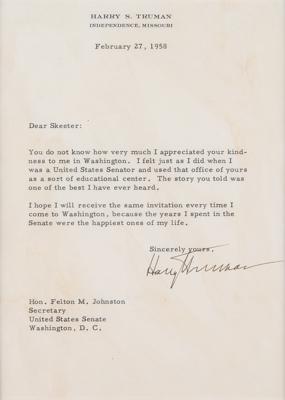 HARRY S. TRUMAN
INDEPENDENCE, MISSOURI
February 27, 1958
Dear Skeeter:
You do not know how very much I appreciated your kind-
ness to me in Washington. I felt just as I did when I
was a United States Senator and used that office of yours
as a sort of educational center. The story you told was
one of the best I have ever heard.
I hope I will receive the same invitation every time I
come to Washington, because the years I spent in the
Senate were the happiest ones of my life.
Sincerely yours,
Harry Truman
Hon. Felton M. Johnston
Secretary
United States Senate
Washington, D. C.